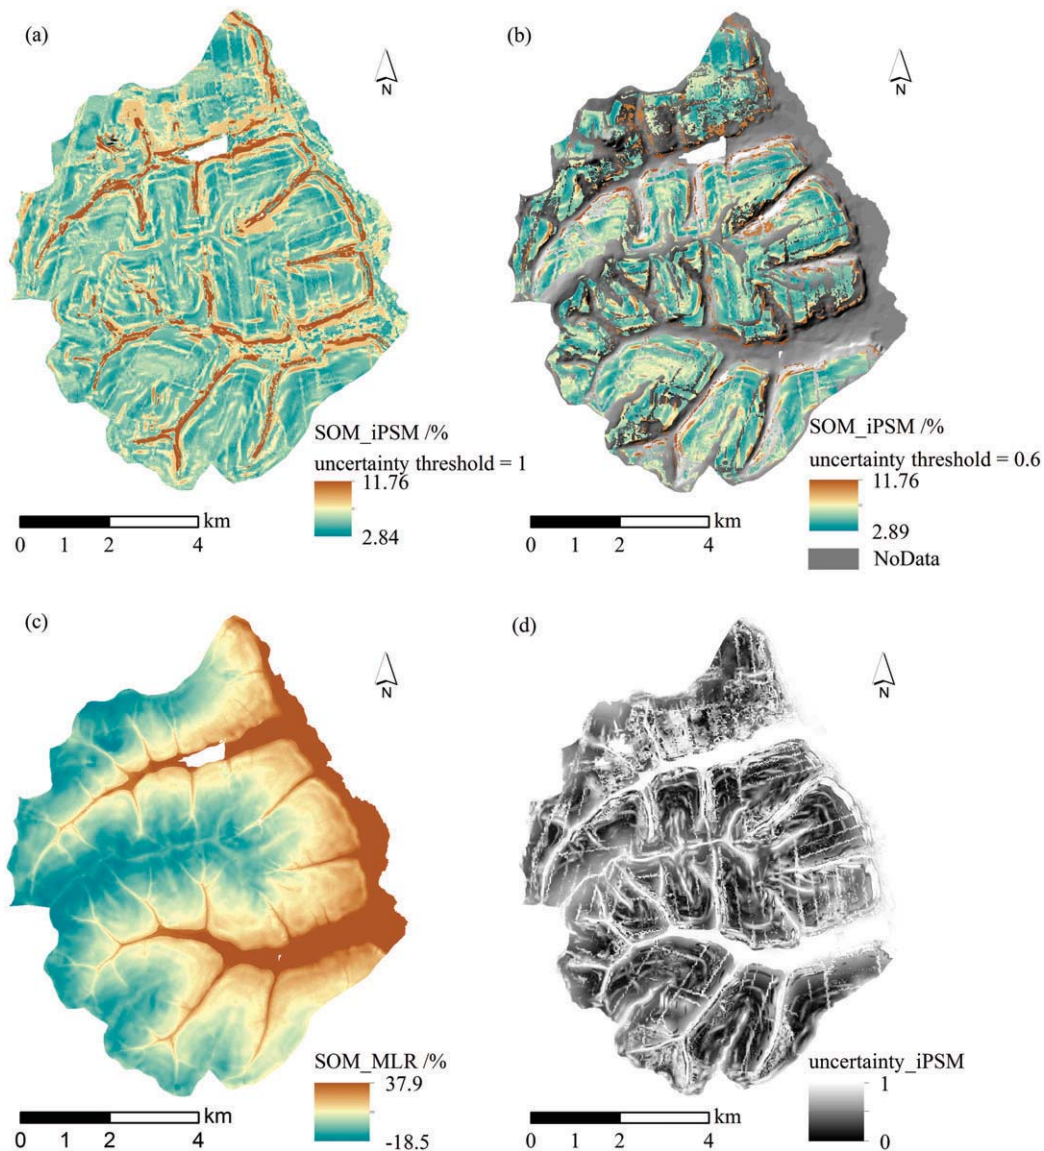 (a)
N
SOM_iPSM /%
uncertainty threshold = 1
11.76
2.84
km
0 1 2 4
(b)
N
SOM_iPSM /%
uncertainty threshold = 0.6
11.76
2.89
NoData
km
0 1 2 4
(c)
N
SOM_MLR /%
37.9
-18.5
km
0 1 2 4
(d)
N
uncertainty_iPSM
1
0
km
0 1 2 4